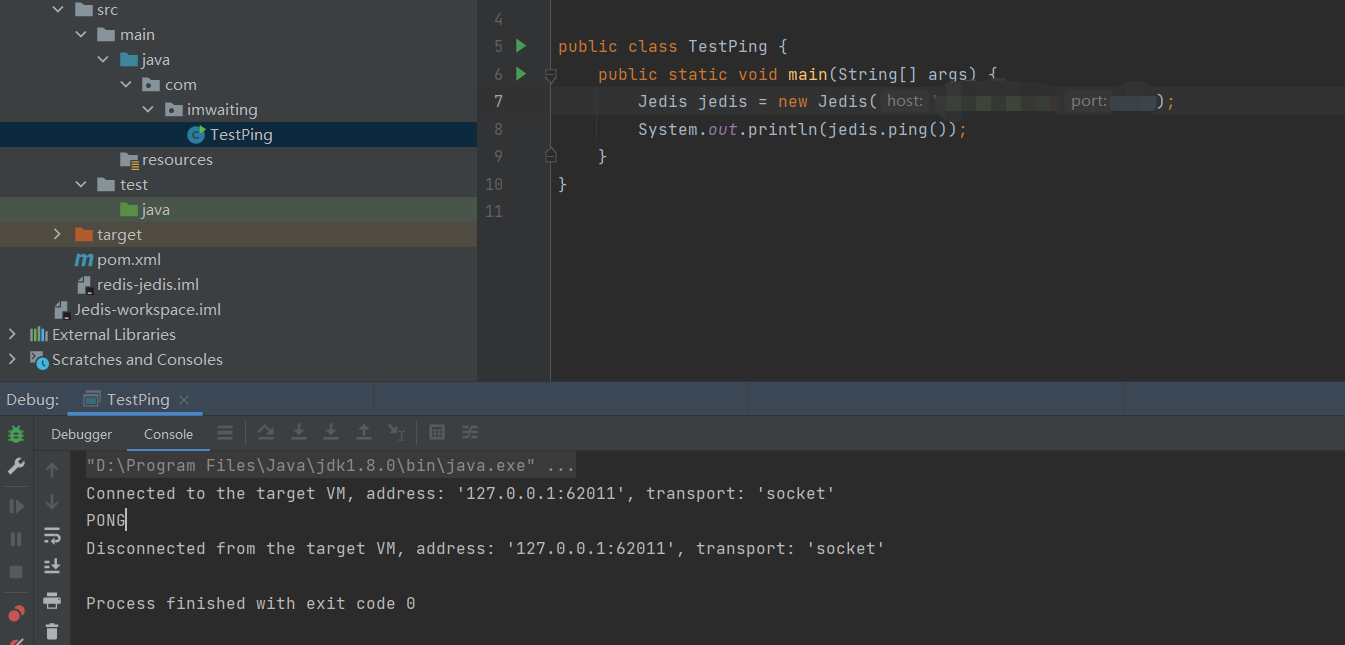 src
main
java
com
imwaiting
TestPing
resources
test
java
target
pom.xml
redis-jedis.iml
Jedis-workspace.iml
External Libraries
Scratches and Consoles
4
5 public class TestPing {
6 public static void main(String[] args) {
7 Jedis jedis = new Jedis( host: port: );
8 System.out.println(jedis.ping());
9 }
10 }
11
Debug: TestPing
Debugger Console
"D:\Program Files\Java\jdk1.8.0\bin\java.exe" ...
Connected to the target VM, address: '127.0.0.1:62011', transport: 'socket'
PONG
Disconnected from the target VM, address: '127.0.0.1:62011', transport: 'socket'
Process finished with exit code 0